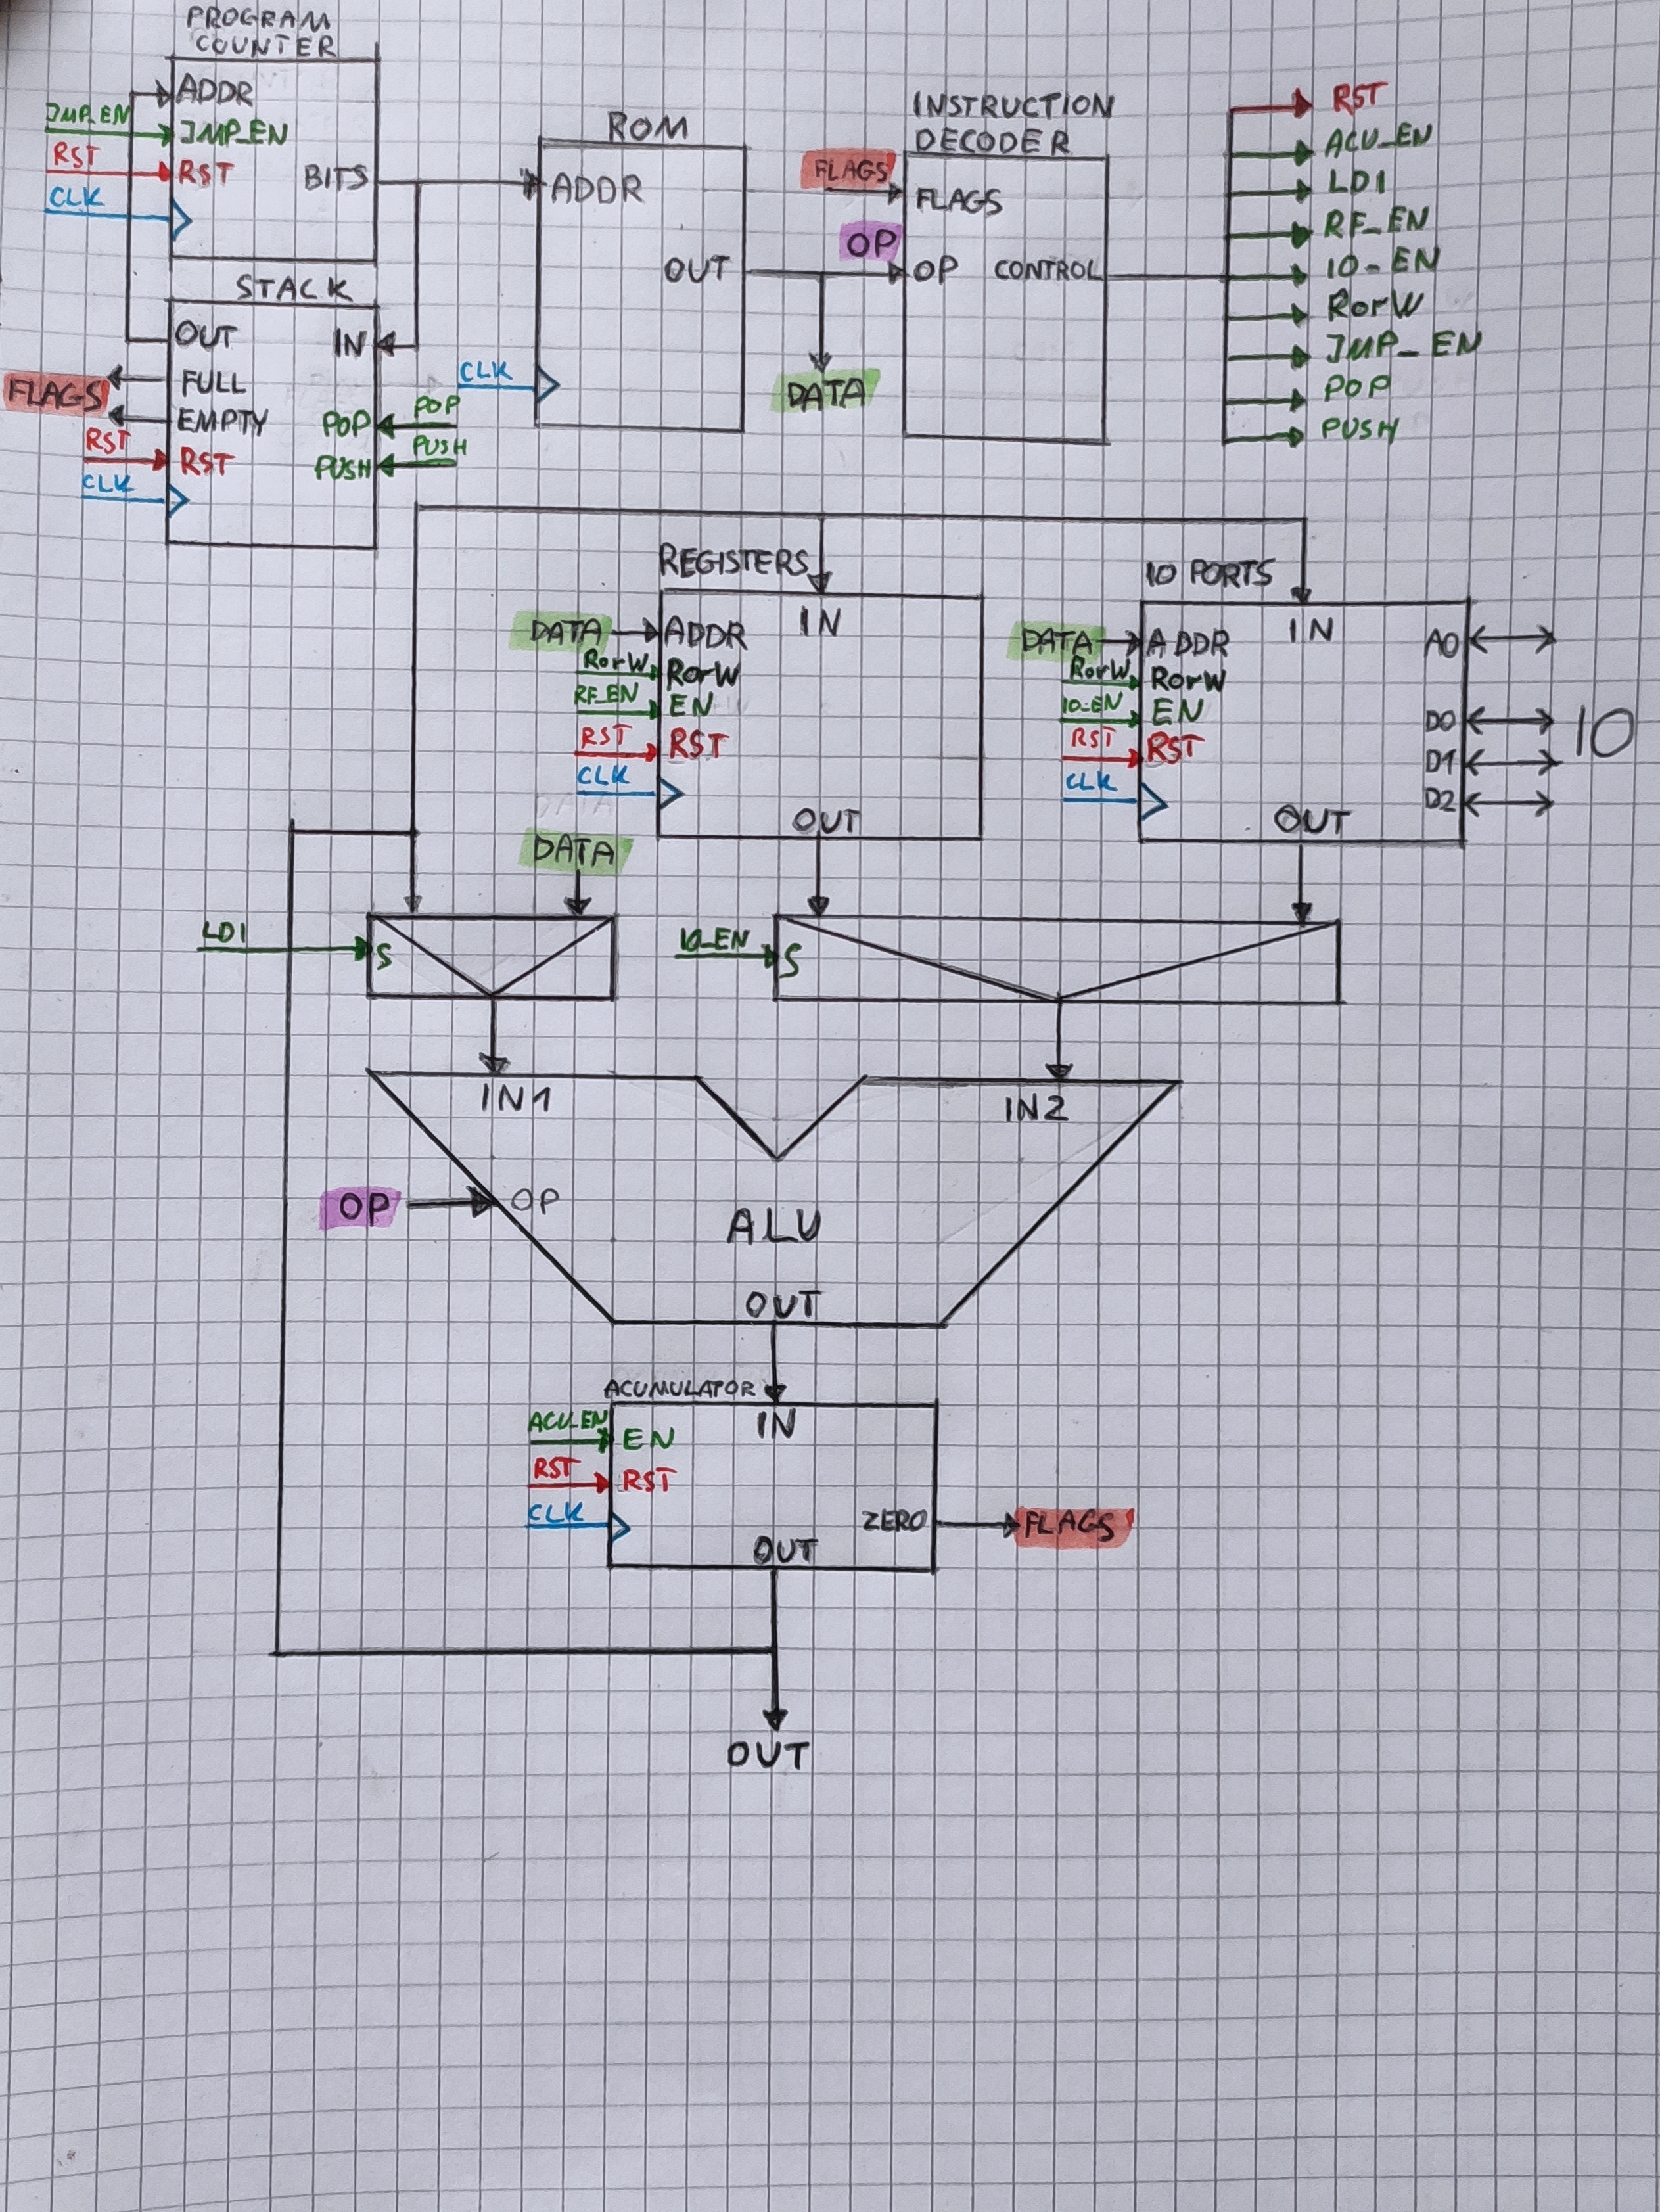 PROGRAM
COUNTER
ADDR
JMP_EN
JMP_EN
RST
RST
BITS
CLK
STACK
OUT
IN
FLAGS
FULL
EMPTY
POP
POP
RST
RST
PUSH
PUSH
CLK
ROM
ADDR
OUT
CLK
DATA
INSTRUCTION
DECODER
FLAGS
FLAGS
OP
OP
CONTROL
RST
ACU_EN
LDI
RF_EN
IO_EN
RorW
JMP_EN
POP
PUSH
REGISTERS
IN
DATA
ADDR
RorW
RorW
RF_EN
EN
RST
RST
CLK
OUT
IO PORTS
IN
DATA
ADDR
A0
RorW
RorW
IO_EN
EN
D0
IO
RST
RST
D1
CLK
D2
OUT
DATA
LDI
S
IO_EN
S
IN1
IN2
OP
OP
ALU
OUT
ACUMULATOR
IN
ACU_EN
EN
RST
RST
CLK
ZERO
FLAGS
OUT
OUT